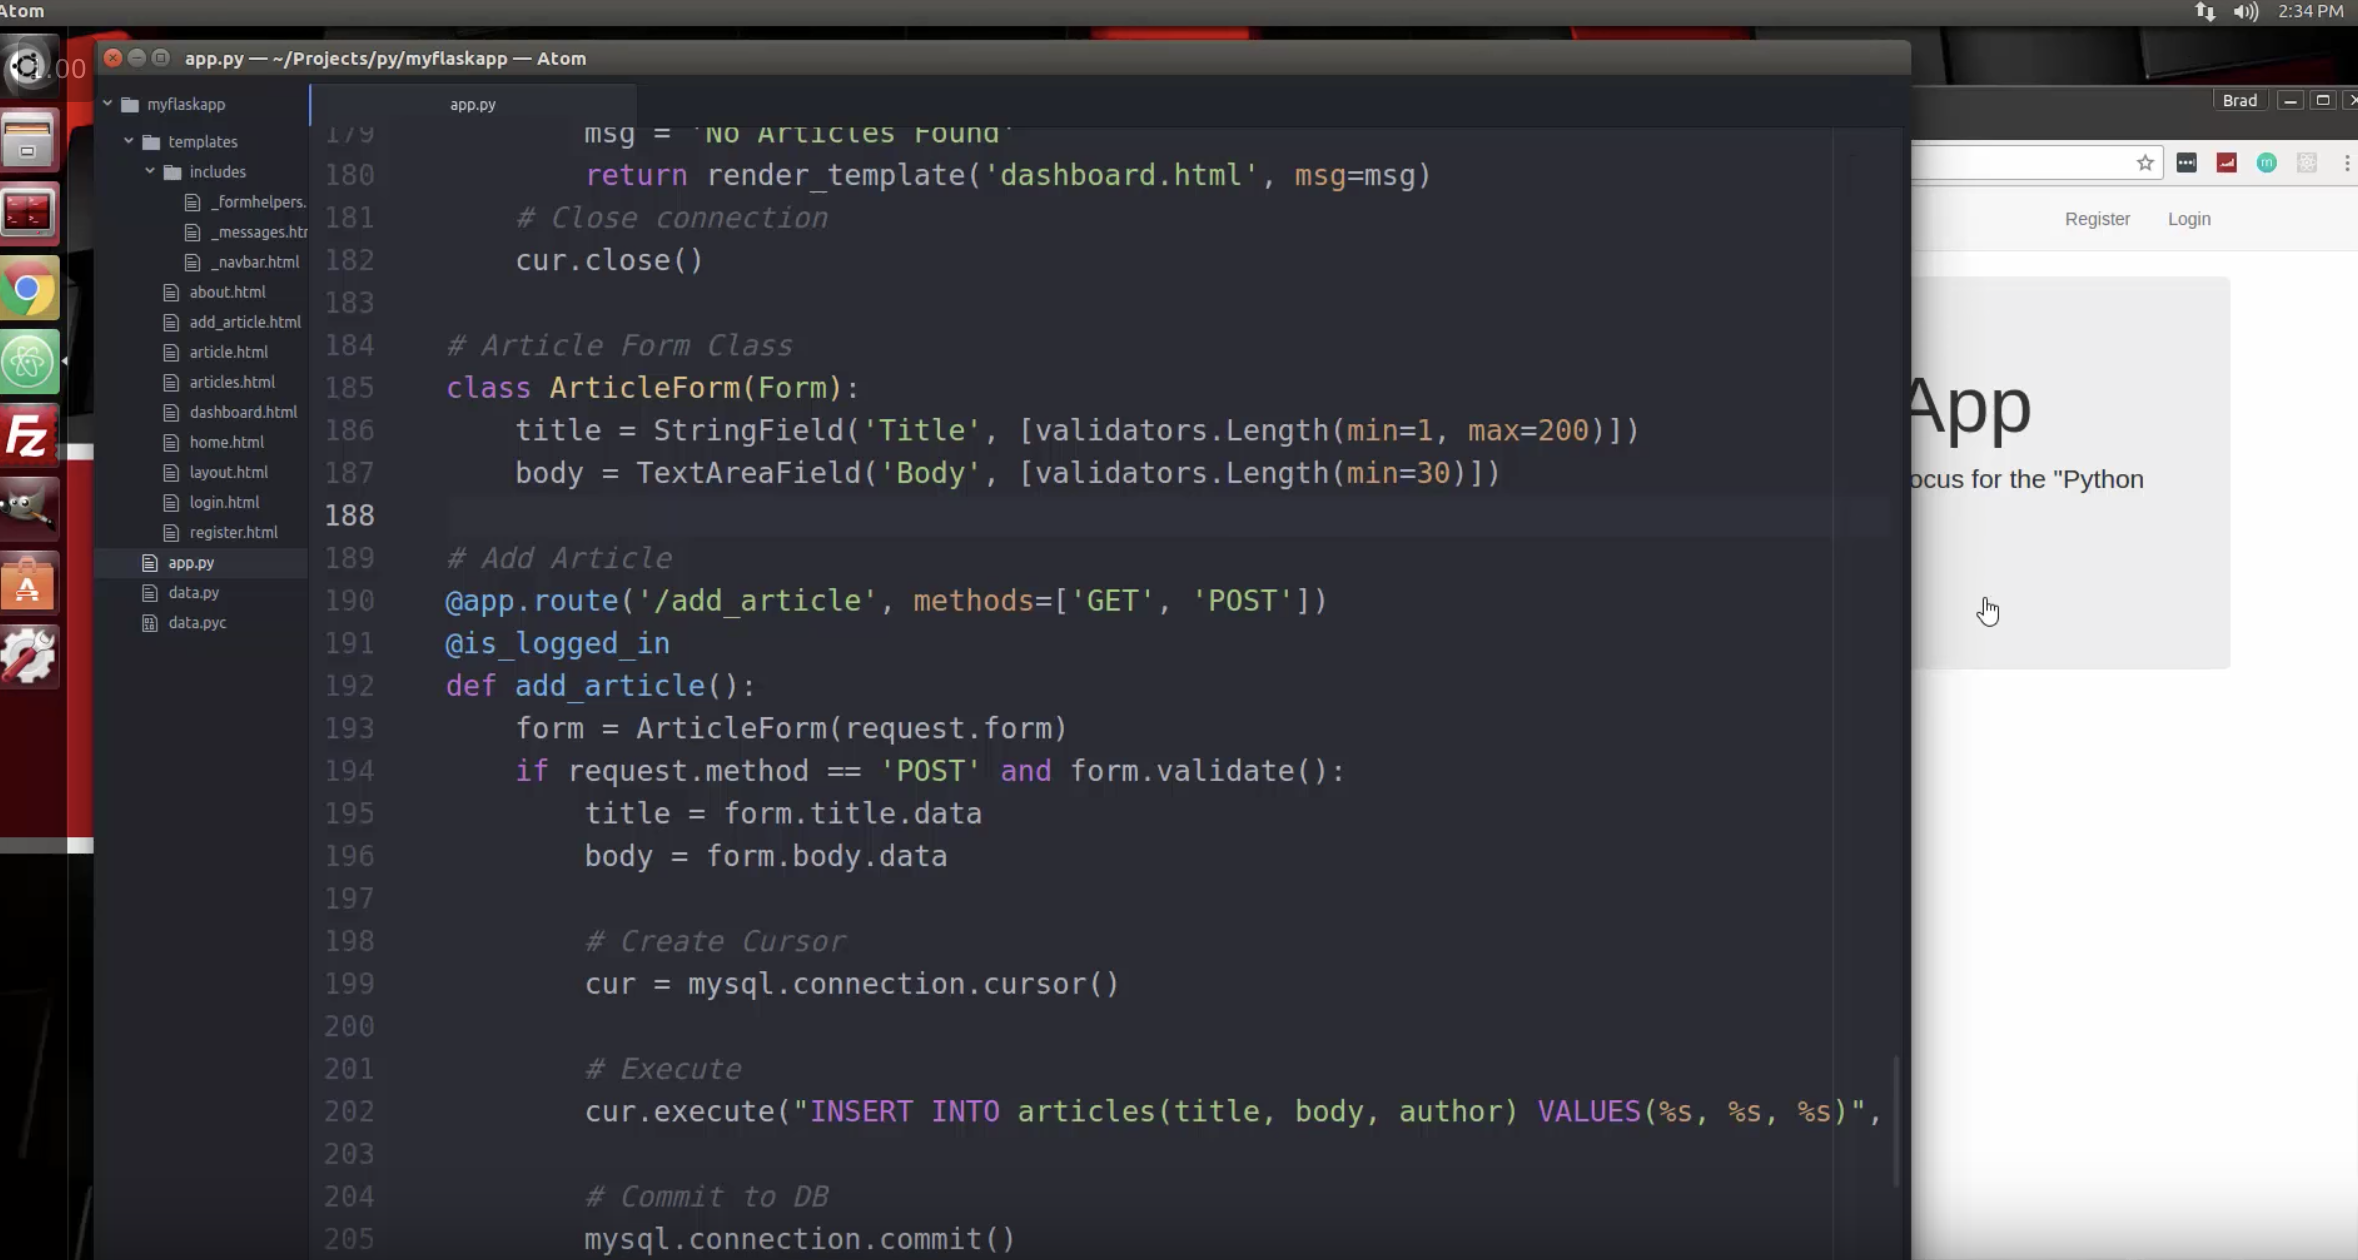 Atom
2:34 PM
app.py — ~/Projects/py/myflaskapp — Atom
myflaskapp
templates
includes
_formhelpers.
_messages.htm
_navbar.html
about.html
add_article.html
article.html
articles.html
dashboard.html
home.html
layout.html
login.html
register.html
app.py
data.py
data.pyc
app.py
179 msg = 'No Articles Found'
180 return render_template('dashboard.html', msg=msg)
181 # Close connection
182 cur.close()
183
184 # Article Form Class
185 class ArticleForm(Form):
186 title = StringField('Title', [validators.Length(min=1, max=200)])
187 body = TextAreaField('Body', [validators.Length(min=30)])
188
189 # Add Article
190 @app.route('/add_article', methods=['GET', 'POST'])
191 @is_logged_in
192 def add_article():
193 form = ArticleForm(request.form)
194 if request.method == 'POST' and form.validate():
195 title = form.title.data
196 body = form.body.data
197
198 # Create Cursor
199 cur = mysql.connection.cursor()
200
201 # Execute
202 cur.execute("INSERT INTO articles(title, body, author) VALUES(%s, %s, %s)",
203
204 # Commit to DB
205 mysql.connection.commit()
Brad
Register Login
App
ocus for the "Python